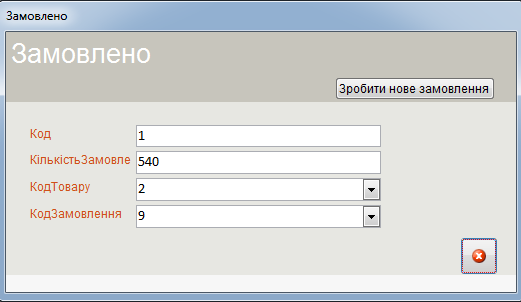 Замовлено
Замовлено
Зробити нове замовлення
Код 1
КількістьЗамовле 540
КодТовару 2
КодЗамовлення 9